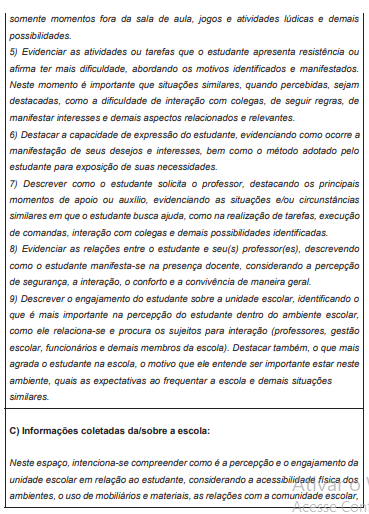 somente momentos fora da sala de aula, jogos e atividades lúdicas e demais
possibilidades.
5) Evidenciar as atividades ou tarefas que o estudante apresenta resistência ou
afirma ter mais dificuldade, abordando os motivos identificados e manifestados.
Neste momento é importante que situações similares, quando percebidas, sejam
destacadas, como a dificuldade de interação com colegas, de seguir regras, de
manifestar interesses e demais aspectos relacionados e relevantes.
6) Destacar a capacidade de expressão do estudante, evidenciando como ocorre a
manifestação de seus desejos e interesses, bem como o método adotado pelo
estudante para exposição de suas necessidades.
7) Descrever como o estudante solicita o professor, destacando os principais
momentos de apoio ou auxílio, evidenciando as situações e/ou circunstâncias
similares em que o estudante busca ajuda, como na realização de tarefas, execução
de comandas, interação com colegas e demais possibilidades identificadas.
8) Evidenciar as relações entre o estudante e seu(s) professor(es), descrevendo
como o estudante manifesta-se na presença docente, considerando a percepção
de segurança, a interação, o conforto e a convivência de maneira geral.
9) Descrever o engajamento do estudante sobre a unidade escolar, identificando o
que é mais importante na percepção do estudante dentro do ambiente escolar,
como ele relaciona-se e procura os sujeitos para interação (professores, gestão
escolar, funcionários e demais membros da escola). Destacar também, o que mais
agrada o estudante na escola, o motivo que ele entende ser importante estar neste
ambiente, quais as expectativas ao frequentar a escola e demais situações
similares.
C) Informações coletadas da/sobre a escola:
Neste espaço, intenciona-se compreender como é a percepção e o engajamento da
unidade escolar em relação ao estudante, considerando a acessibilidade física dos
ambientes, o uso de mobiliários e materiais, as relações com a comunidade escolar,
Ativar o
Acesse Con